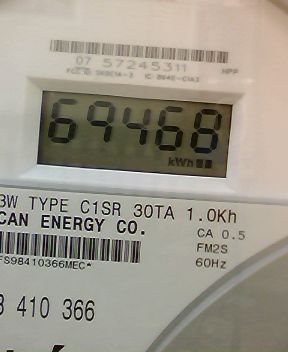 07 57245311
69468
kWh
3W TYPE C1SR 30TA 1.0Kh
CAN ENERGY CO.
CA 0.5
FM2S
60Hz
FS98410366MEC*
410 366